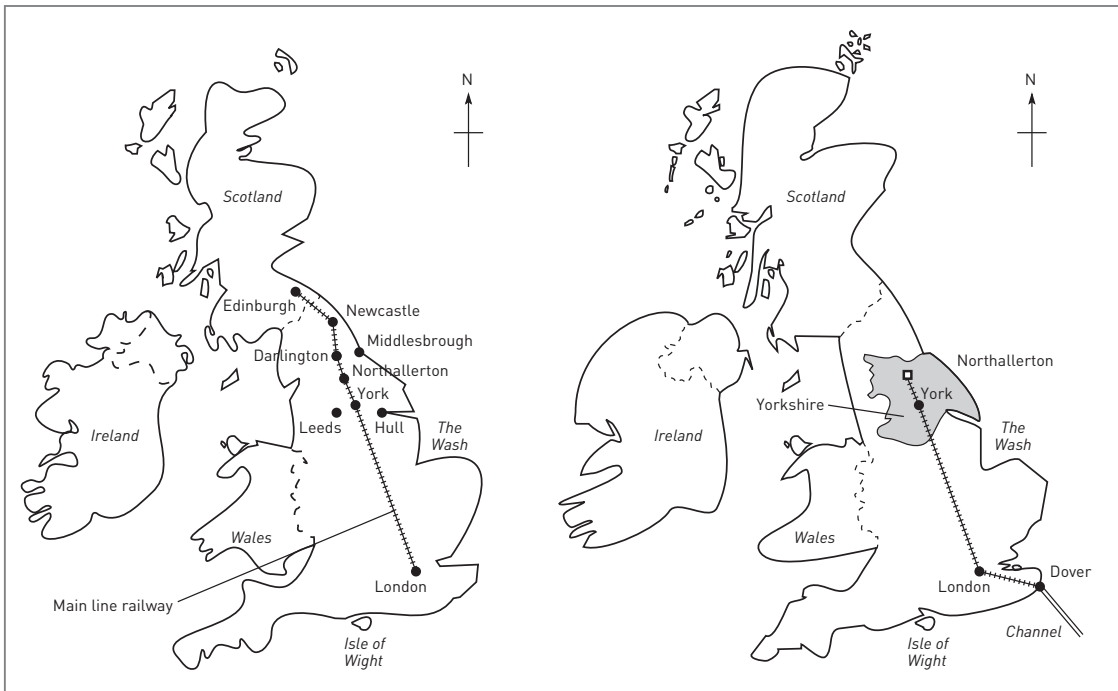 N
Scotland
Edinburgh
Newcastle
Middlesbrough
Darlington
Northallerton
York
Leeds
Hull
The
Wash
Ireland
Wales
London
Main line railway
Isle of
Wight
N
Scotland
Northallerton
York
Yorkshire
The
Wash
Ireland
Wales
London
Dover
Channel
Isle of
Wight